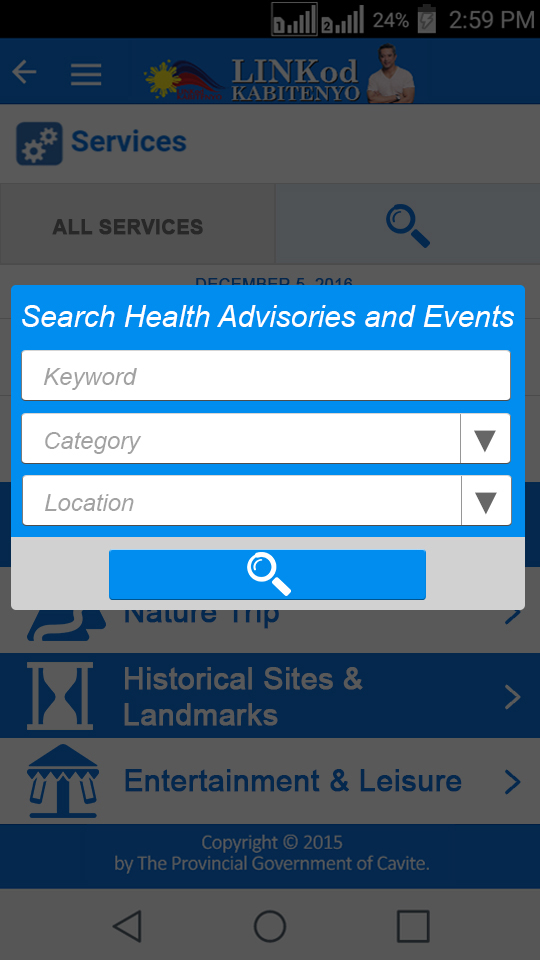 1 2 24% 2:59 PM
LINKod
KABITENYO
Services
ALL SERVICES
DECEMBER 5, 2016
Search Health Advisories and Events
Keyword
Category
Location
Nature Trip
Historical Sites &
Landmarks
Entertainment & Leisure
Copyright © 2015
by The Provincial Government of Cavite.